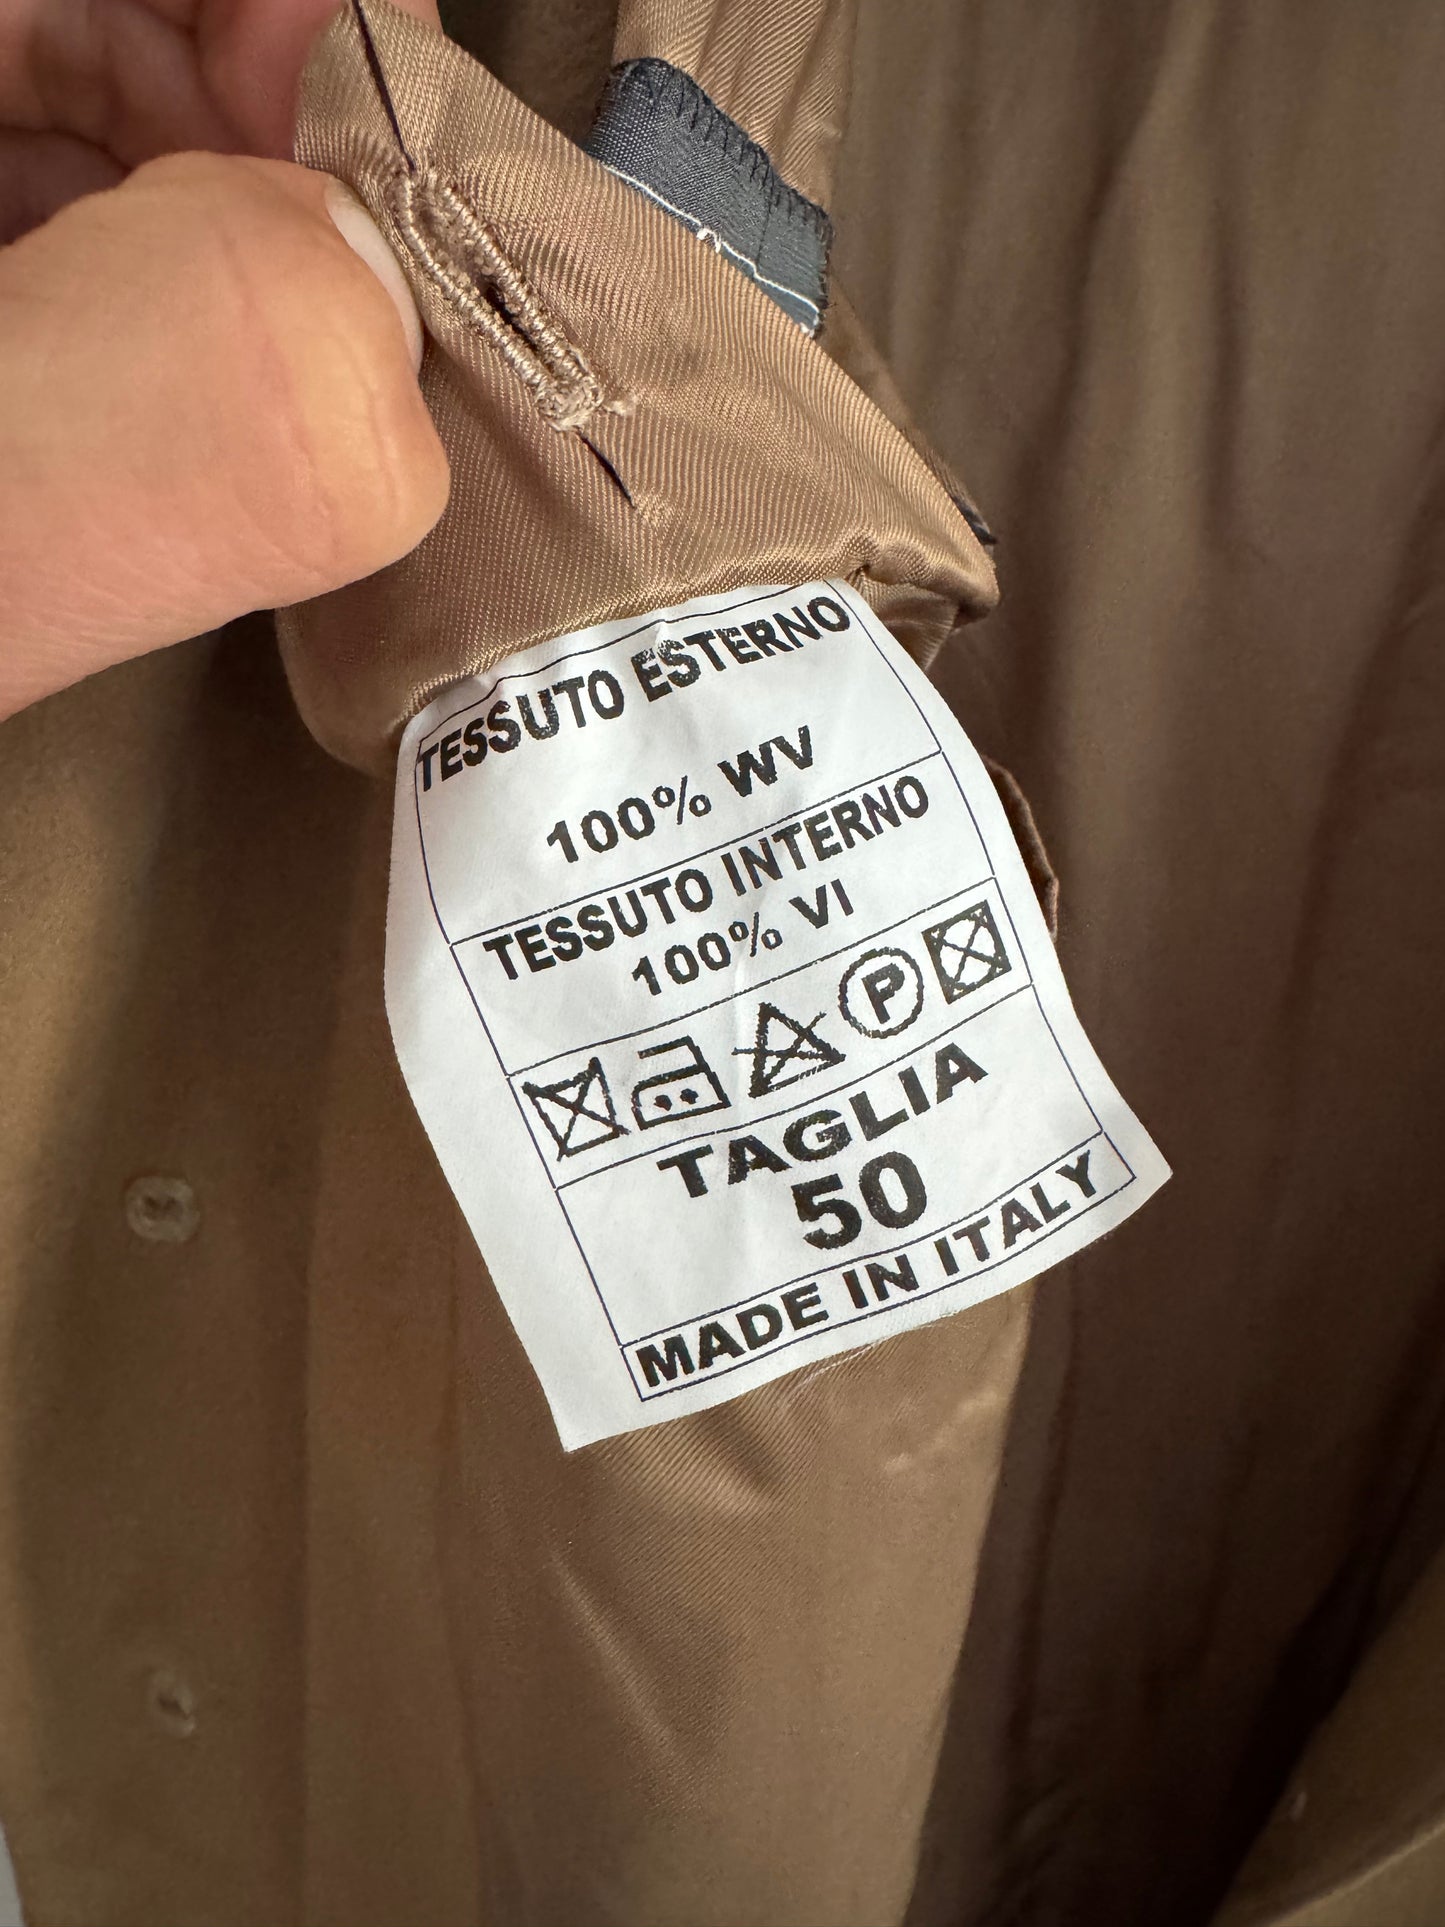 TESSUTO ESTERNO
100% WV
TESSUTO INTERNO
100% VI
P
TAGLIA
50
MADE IN ITALY